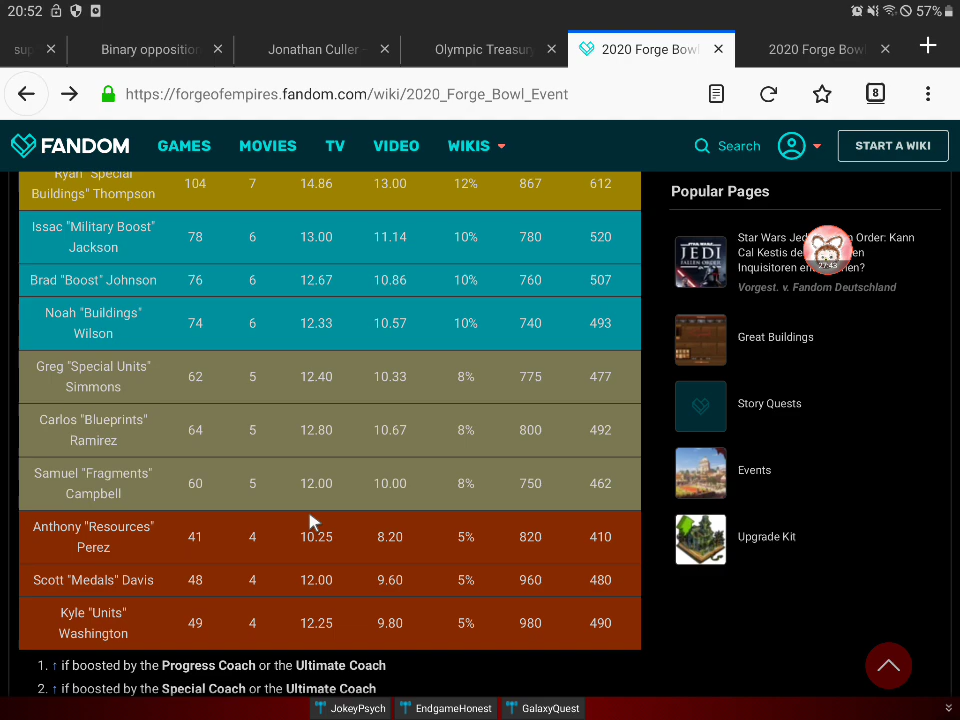 20:52 57%
sup Binary opposition Jonathan Culler - Olympic Treasur 2020 Forge Bowl 2020 Forge Bowl
https://forgeofempires.fandom.com/wiki/2020_Forge_Bowl_Event 8
FANDOM GAMES MOVIES TV VIDEO WIKIS Search START A WIKI
Ryan "Special
Buildings" Thompson 104 7 14.86 13.00 12% 867 612
Issac "Military Boost"
Jackson 78 6 13.00 11.14 10% 780 520
Brad "Boost" Johnson 76 6 12.67 10.86 10% 760 507
Noah "Buildings"
Wilson 74 6 12.33 10.57 10% 740 493
Greg "Special Units"
Simmons 62 5 12.40 10.33 8% 775 477
Carlos "Blueprints"
Ramirez 64 5 12.80 10.67 8% 800 492
Samuel "Fragments"
Campbell 60 5 12.00 10.00 8% 750 462
Anthony "Resources"
Perez 41 4 10.25 8.20 5% 820 410
Scott "Medals" Davis 48 4 12.00 9.60 5% 960 480
Kyle "Units"
Washington 49 4 12.25 9.80 5% 980 490
1. ↑ if boosted by the Progress Coach or the Ultimate Coach
2. ↑ if boosted by the Special Coach or the Ultimate Coach
Popular Pages
Star Wars Jedi Order: Kann
Cal Kestis de en
Inquisitoren en en?
27:43
Vorgest. v. Fandom Deutschland
JEDI
Great Buildings
Story Quests
Events
Upgrade Kit
JokeyPsych EndgameHonest GalaxyQuest